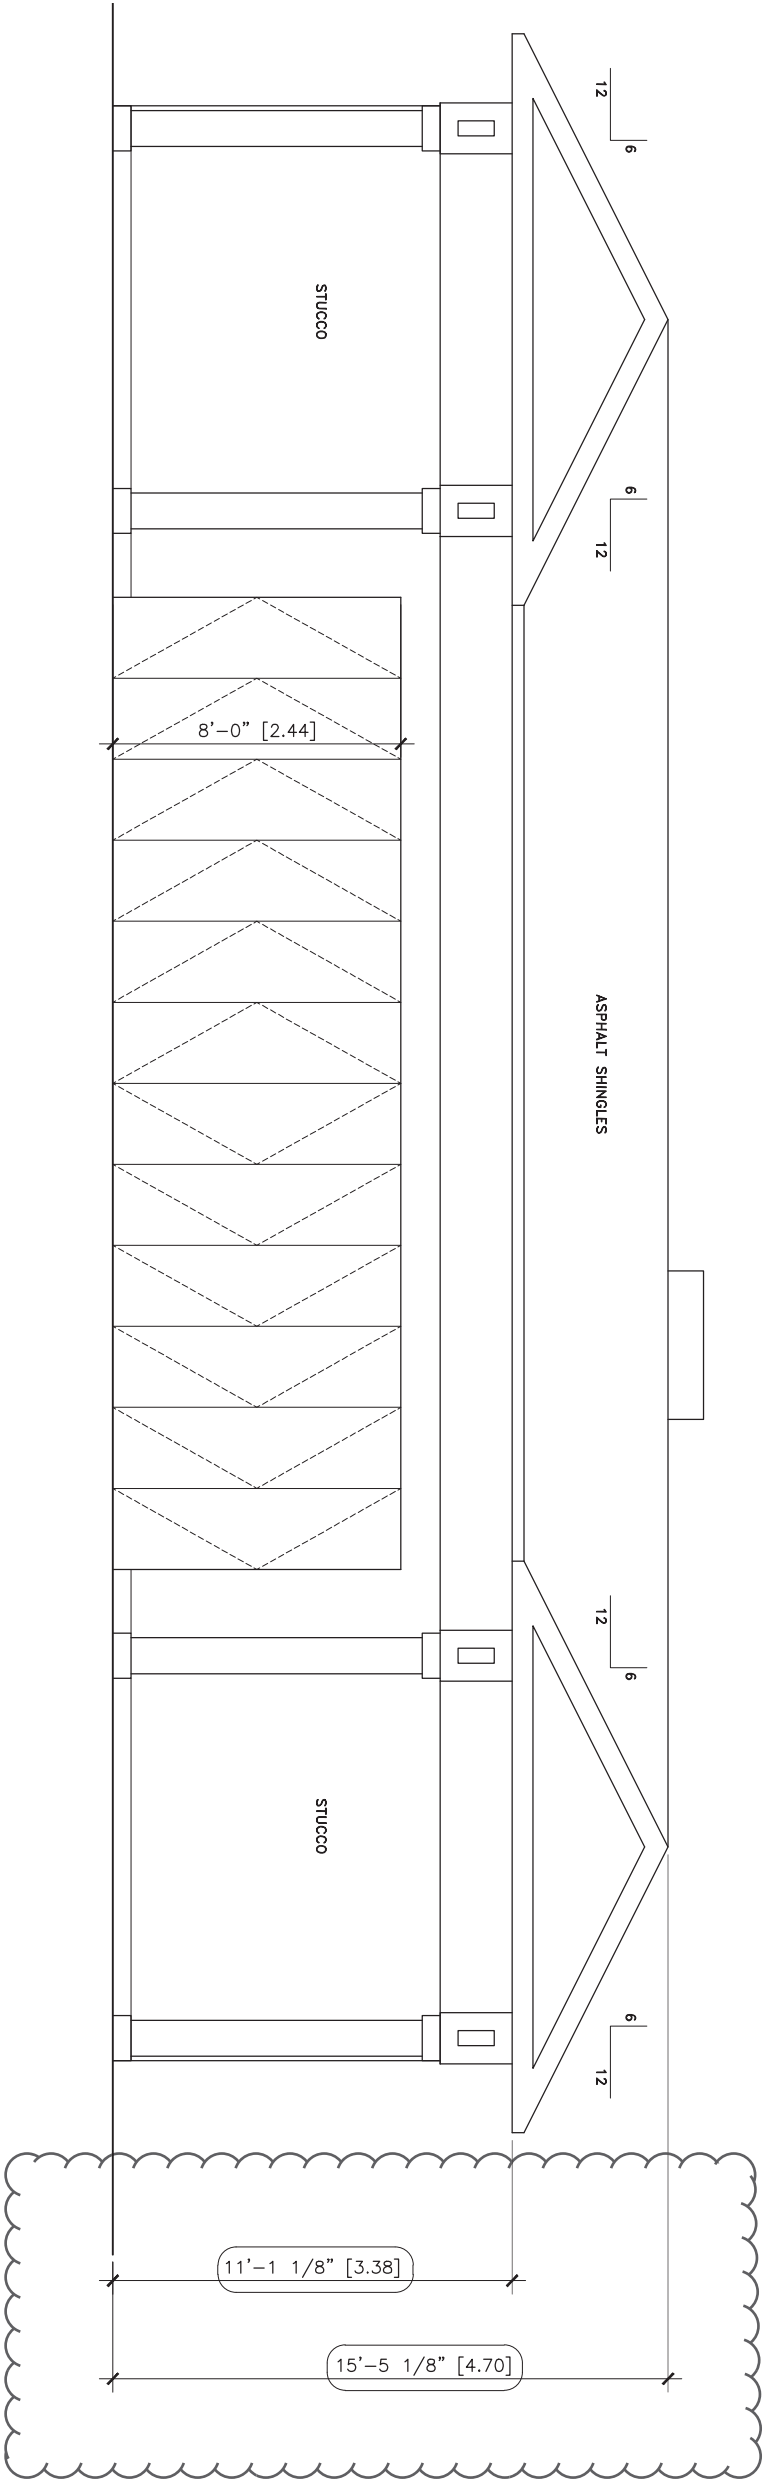 12
6
STUCCO
6
12
8'-0" [2.44]
ASPHALT SHINGLES
12
6
STUCCO
6
12
11'-1 1/8" [3.38]
15'-5 1/8" [4.70]